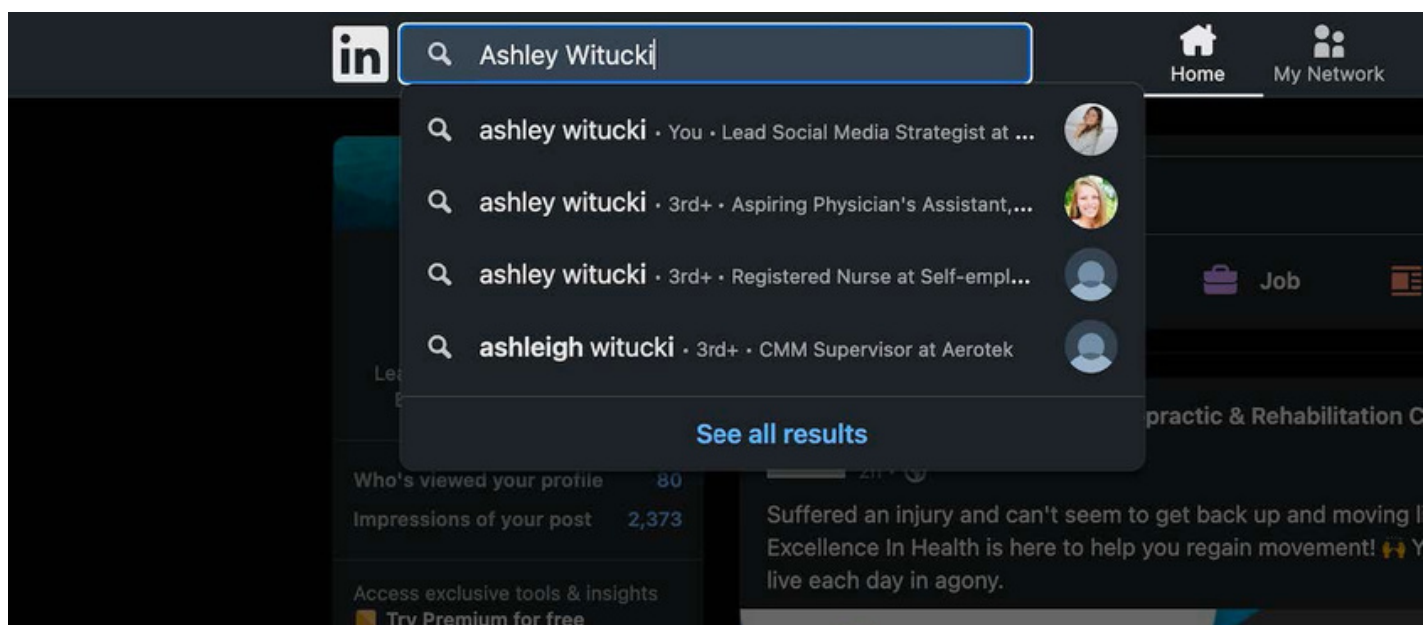 in
Ashley Witucki
Home
My Network
ashley witucki • You • Lead Social Media Strategist at ...
ashley witucki • 3rd+ • Aspiring Physician's Assistant,...
ashley witucki • 3rd+ • Registered Nurse at Self-empl...
ashleigh witucki • 3rd+ • CMM Supervisor at Aerotek
See all results
Job
practic & Rehabilitation C
Who's viewed your profile 80
Impressions of your post 2,373
Access exclusive tools & insights
Try Premium for free
2h •
Suffered an injury and can't seem to get back up and moving li
Excellence In Health is here to help you regain movement! 🙌 Y
live each day in agony.